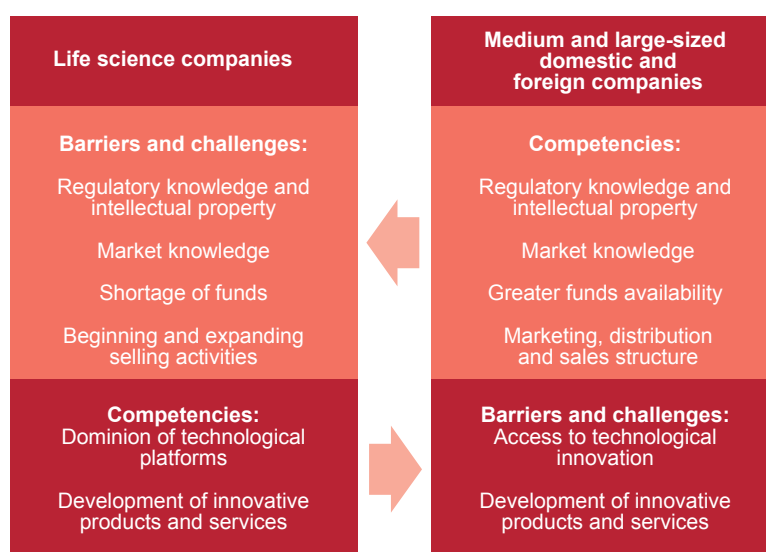 Life science companies
Barriers and challenges:
Regulatory knowledge and
intellectual property
Market knowledge
Shortage of funds
Beginning and expanding
selling activities
Competencies:
Dominion of technological
platforms
Development of innovative
products and services
Medium and large-sized
domestic and
foreign companies
Competencies:
Regulatory knowledge and
intellectual property
Market knowledge
Greater funds availability
Marketing, distribution
and sales structure
Barriers and challenges:
Access to technological
innovation
Development of innovative
products and services